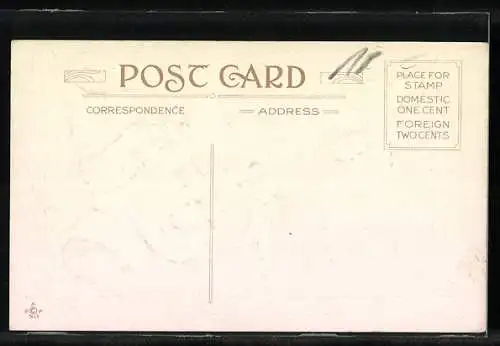 POST CARD
CORRESPONDENCE
ADDRESS
PLACE FOR
STAMP
DOMESTIC
ONE CENT
FOREIGN
TWO CENTS